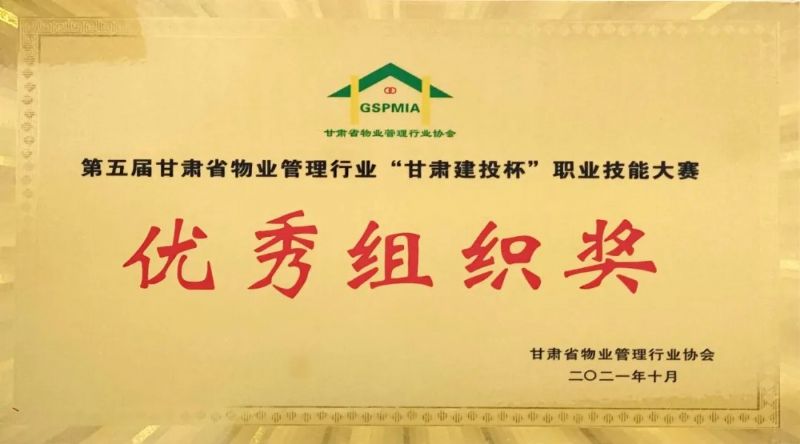 GSPMIA
甘肃省物业管理行业协会
第五届甘肃省物业管理行业“甘肃建投杯”职业技能大赛
优秀组织奖
甘肃省物业管理行业协会
二〇二一年十月